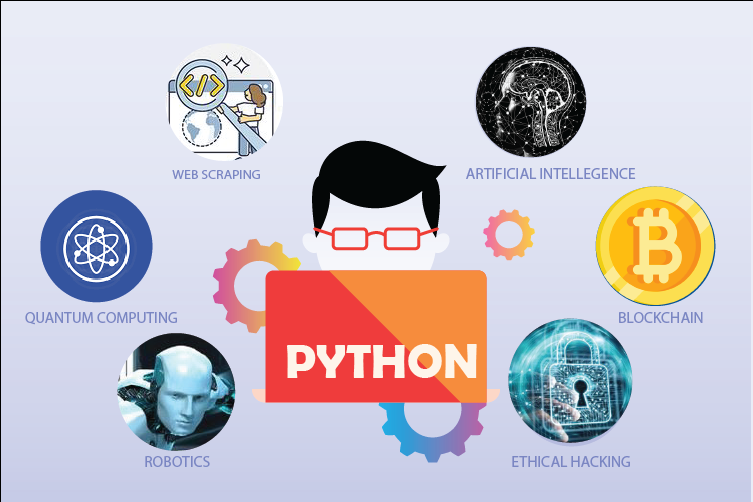 </>
WEB SCRAPING
ARTIFICIAL INTELLEGENCE
QUANTUM COMPUTING
BLOCKCHAIN
PYTHON
ROBOTICS
ETHICAL HACKING